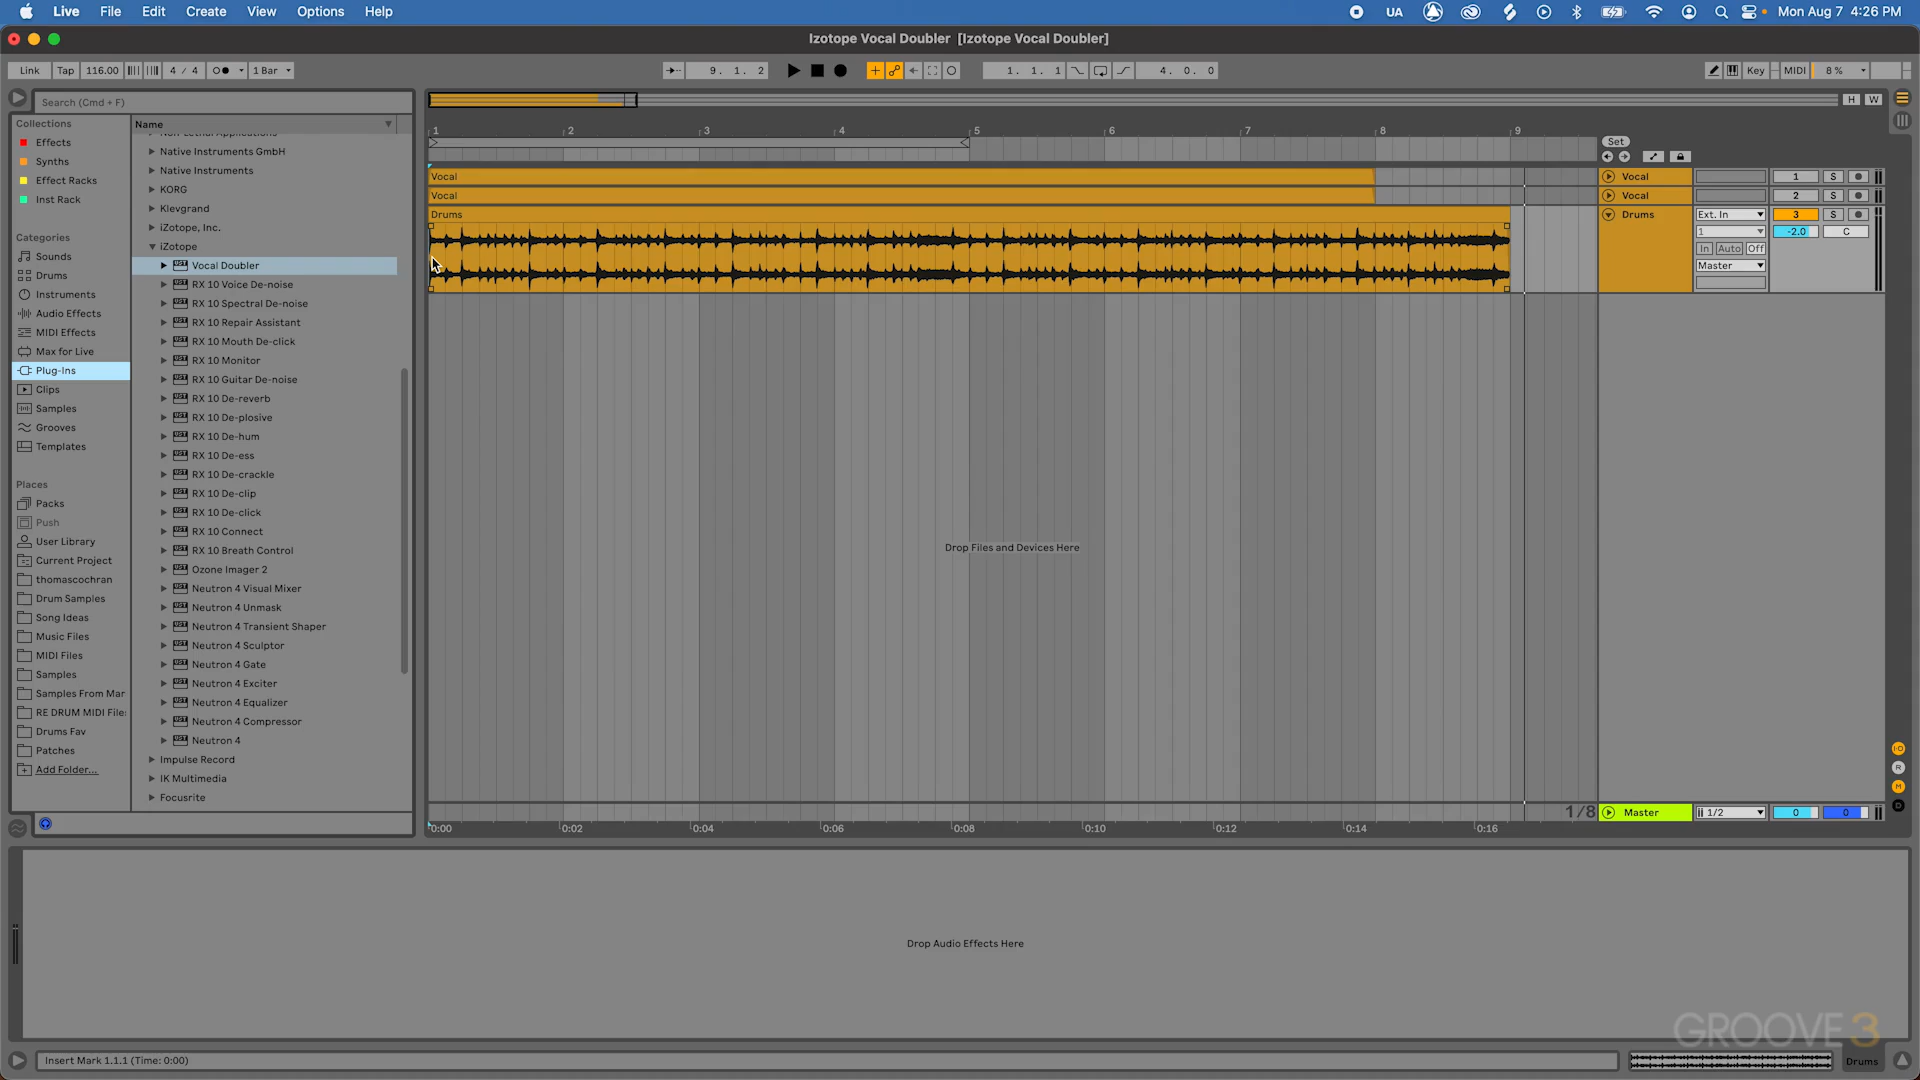 Live File Edit Create View Options Help UA Mon Aug 7 4:26 PM
Izotope Vocal Doubler [Izotope Vocal Doubler]
Link Tap 116.00 4 / 4 1 Bar 9. 1. 2 1. 1. 1 4. 0. 0 Key MIDI 8 %
Search (Cmd + F) H W
Collections
Effects
Synths
Effect Racks
Inst Rack
Categories
Sounds
Drums
Instruments
Audio Effects
MIDI Effects
Max for Live
Plug-Ins
Clips
Samples
Grooves
Templates
Places
Packs
Push
User Library
Current Project
thomascochran
Drum Samples
Song Ideas
Music Files
MIDI Files
Samples
Samples From Mar
RE DRUM MIDI File
Drums Fav
Patches
Add Folder...
Name
Non-Lethal Applications
Native Instruments GmbH
Native Instruments
KORG
Klevgrand
iZotope, Inc.
iZotope
Vocal Doubler
RX 10 Voice De-noise
RX 10 Spectral De-noise
RX 10 Repair Assistant
RX 10 Mouth De-click
RX 10 Monitor
RX 10 Guitar De-noise
RX 10 De-reverb
RX 10 De-plosive
RX 10 De-hum
RX 10 De-ess
RX 10 De-crackle
RX 10 De-clip
RX 10 De-click
RX 10 Connect
RX 10 Breath Control
Ozone Imager 2
Neutron 4 Visual Mixer
Neutron 4 Unmask
Neutron 4 Transient Shaper
Neutron 4 Sculptor
Neutron 4 Gate
Neutron 4 Exciter
Neutron 4 Equalizer
Neutron 4 Compressor
Neutron 4
Impulse Record
IK Multimedia
Focusrite
1 2 3 4 5 6 7 8 9
Set
Vocal Vocal 1 S
Vocal Vocal 2 S
Drums Drums Ext. In 3 S
1 -2.0 C
In Auto Off
Master
Drop Files and Devices Here
1/8 Master 1/2 0 0
0:00 0:02 0:04 0:06 0:08 0:10 0:12 0:14 0:16
I·O
R
M
D
Drop Audio Effects Here
GROOVE 3
Insert Mark 1.1.1 (Time: 0:00) Drums